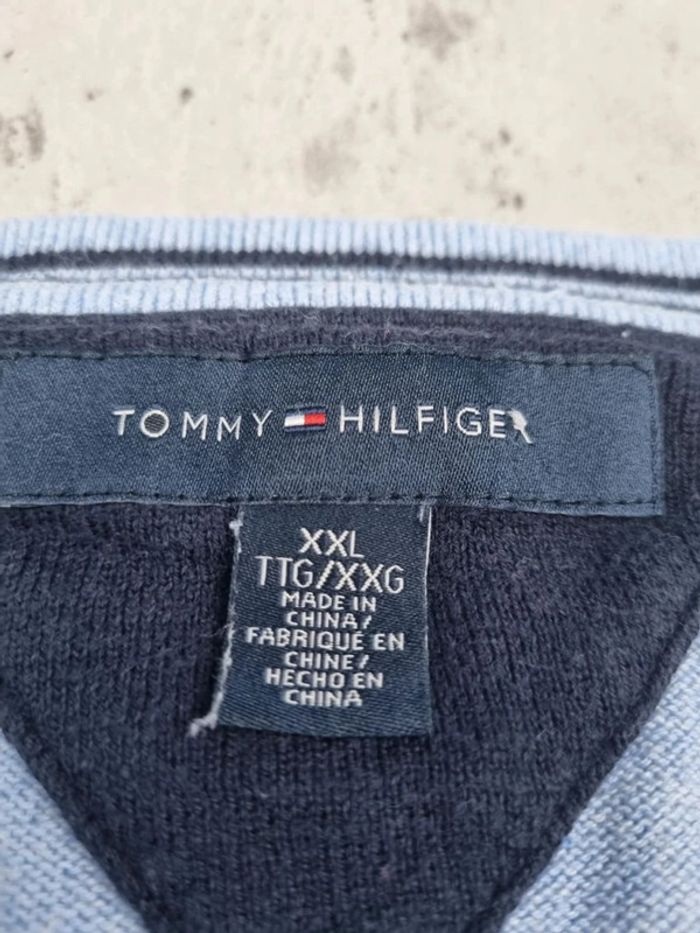 TOMMY HILFIGER
XXL
TTG/XXG
MADE IN
CHINA/
FABRIQUÉ EN
CHINE/
HECHO EN
CHINA